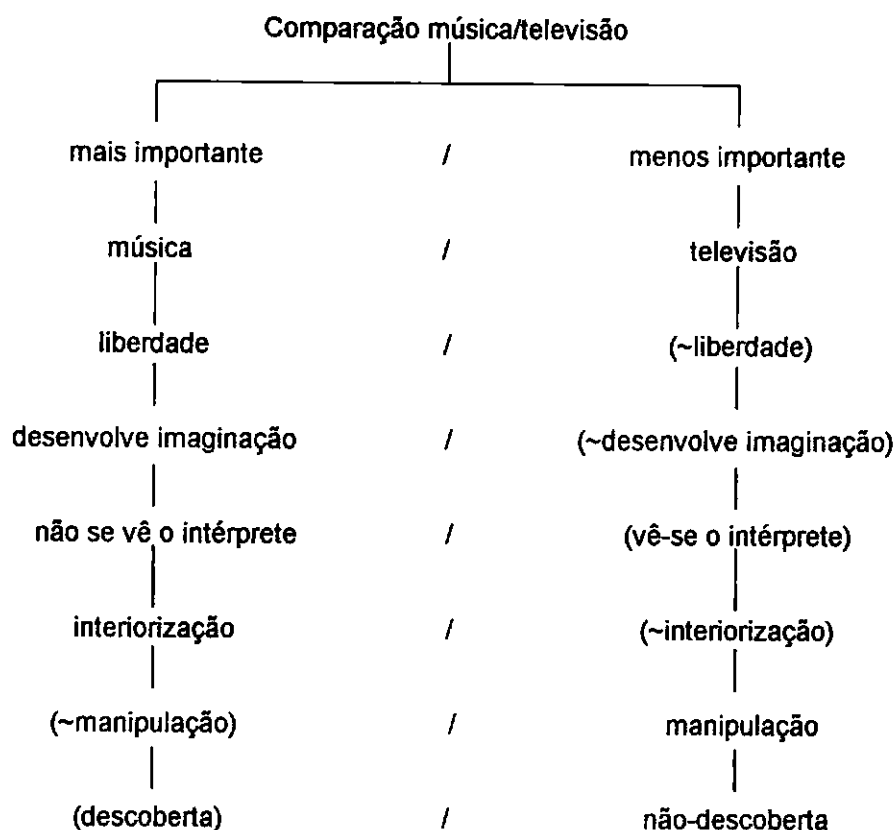 Comparação música/televisão
mais importante / menos importante
música / televisão
liberdade / (~liberdade)
desenvolve imaginação / (~desenvolve imaginação)
não se vê o intérprete / (vê-se o intérprete)
interiorização / (~interiorização)
(~manipulação) / manipulação
(descoberta) / não-descoberta